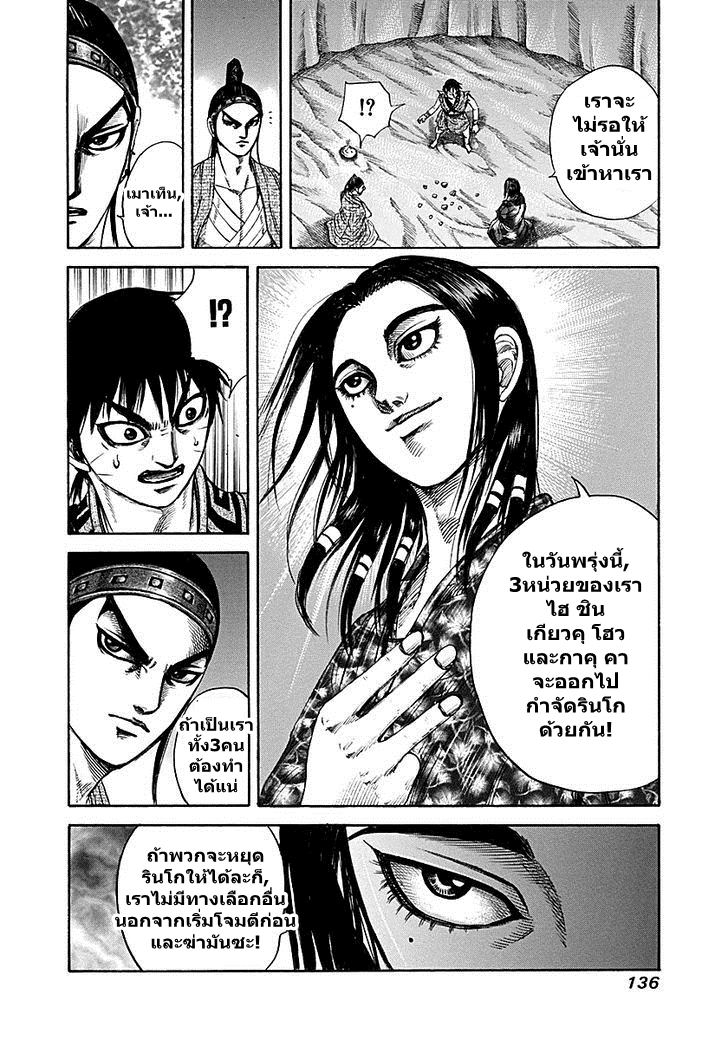 เราจะ
ไม่รอให้
เจ้านั่น
เข้าหาเรา
!?
เมาเท็น,
เจ้า...
ในวันพรุ่งนี้,
3หน่วยของเรา
ไฮ ชิน
เกียวคุ โฮว
และกาคุ คา
จะออกไป
กำจัดรินโก
ด้วยกัน!
!?
ถ้าเป็นเรา
ทั้ง3คน
ต้องทำ
ได้แน่
ถ้าพวกจะหยุด
รินโกให้ได้ละก็,
เราไม่มีทางเลือกอื่น
นอกจากเริ่มโจมตีก่อน
และฆ่ามันซะ!
136